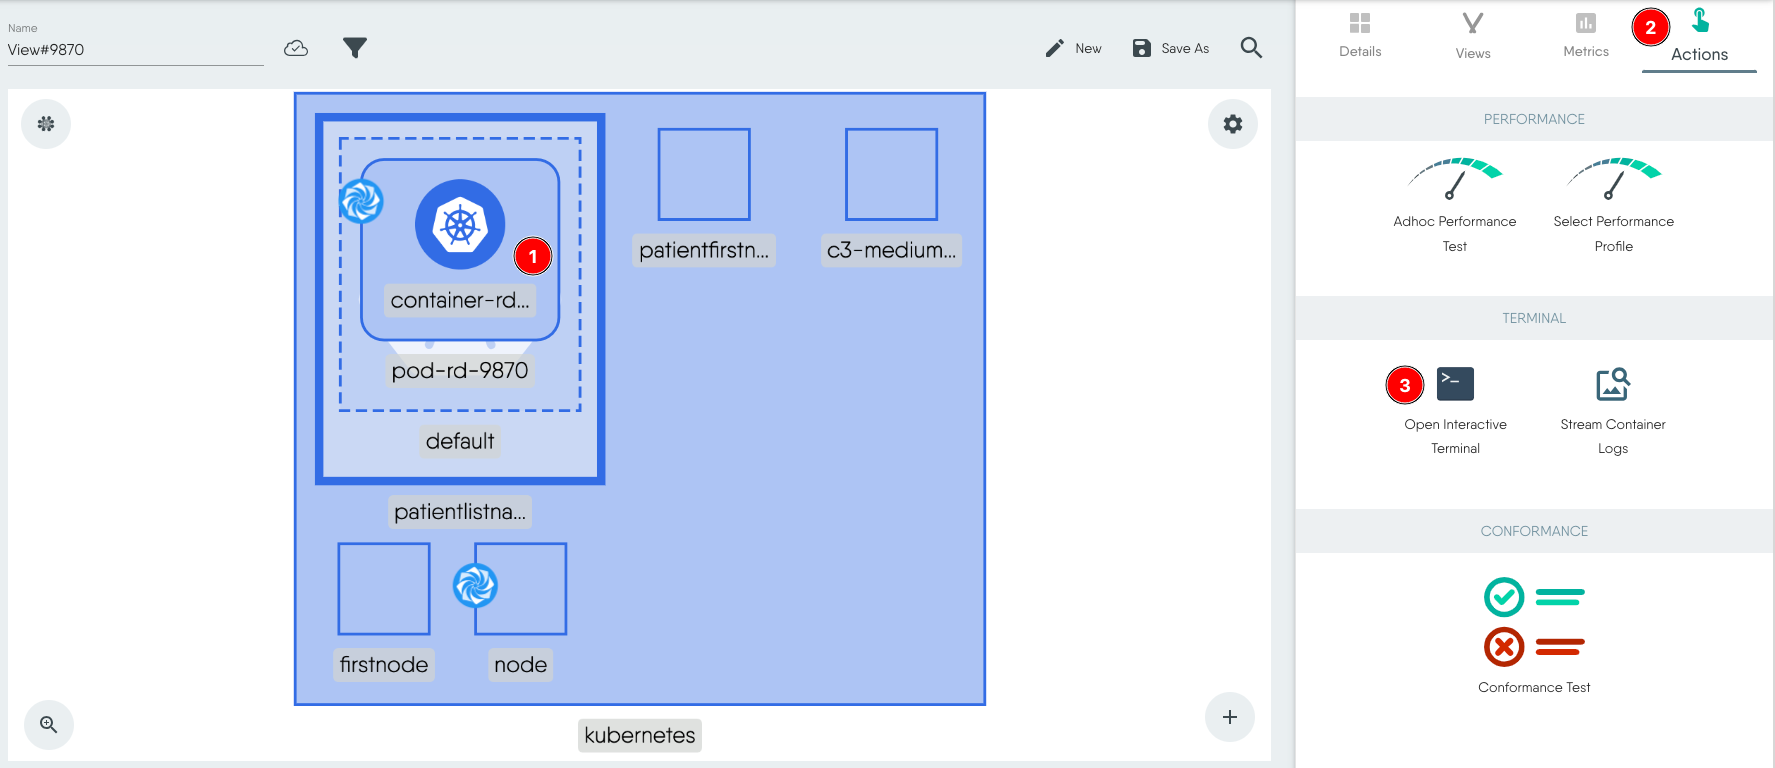 Name
View#9870
New
Save As
Details
Views
Metrics
2
Actions
PERFORMANCE
Adhoc Performance
Test
Select Performance
Profile
TERMINAL
3
>_
Open Interactive
Terminal
Stream Container
Logs
CONFORMANCE
Conformance Test
1
container-rd...
pod-rd-9870
default
patientlistna...
patientfirstn...
c3-medium...
firstnode
node
kubernetes